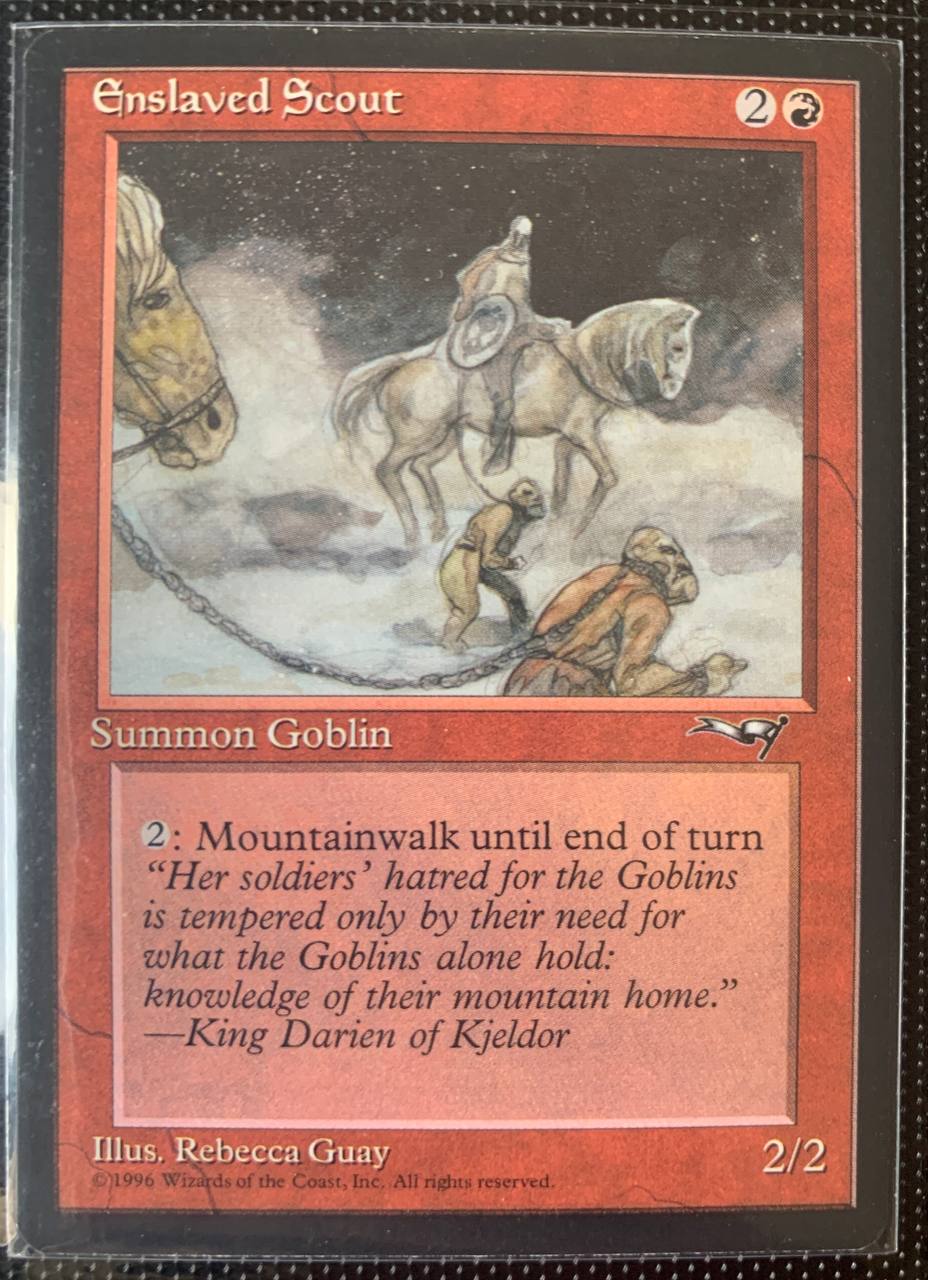 Enslaved Scout
2
Summon Goblin
2: Mountainwalk until end of turn
“Her soldiers’ hatred for the Goblins
is tempered only by their need for
what the Goblins alone hold:
knowledge of their mountain home.”
—King Darien of Kjeldor
Illus. Rebecca Guay
2/2
©1996 Wizards of the Coast, Inc. All rights reserved.